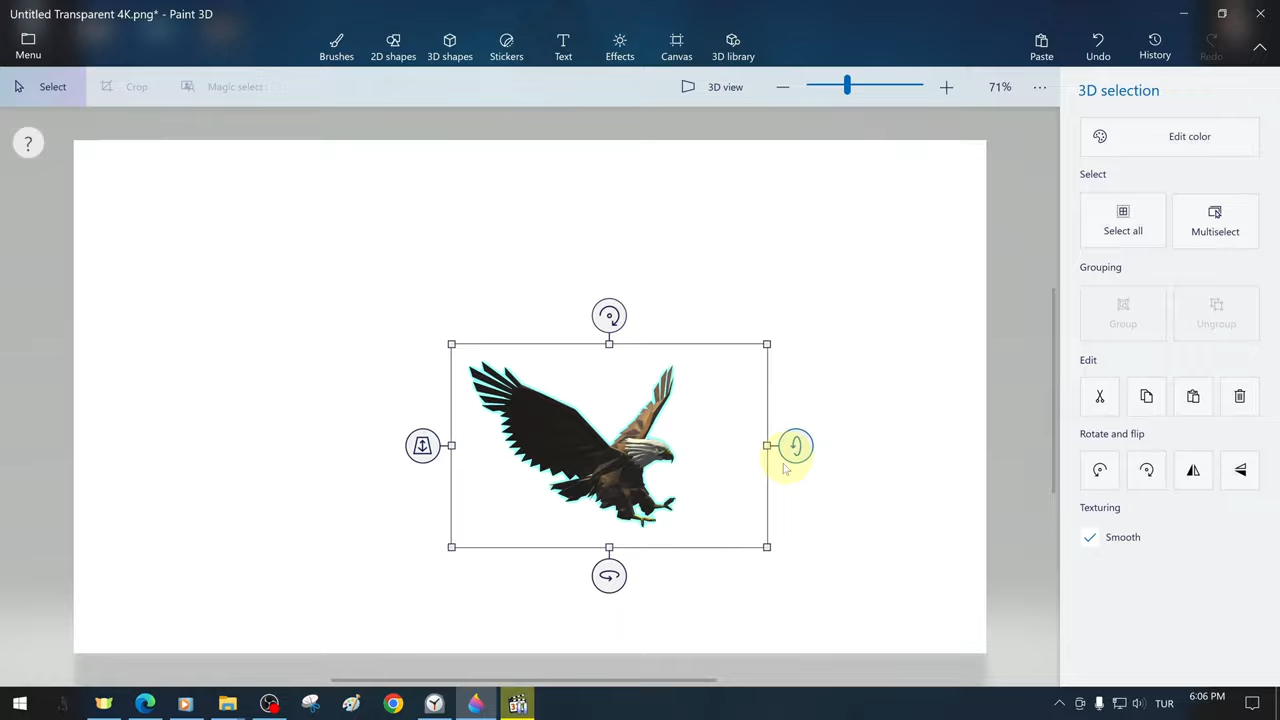 Untitled Transparent 4K.png* - Paint 3D
Menu
Brushes
2D shapes
3D shapes
Stickers
Text
Effects
Canvas
3D library
Paste
Undo
History
Redo
Select
Crop
Magic select
3D view
71%
?
3D selection
Edit color
Select
Select all
Multiselect
Grouping
Group
Ungroup
Edit
Rotate and flip
Texturing
Smooth
TUR
6:06 PM